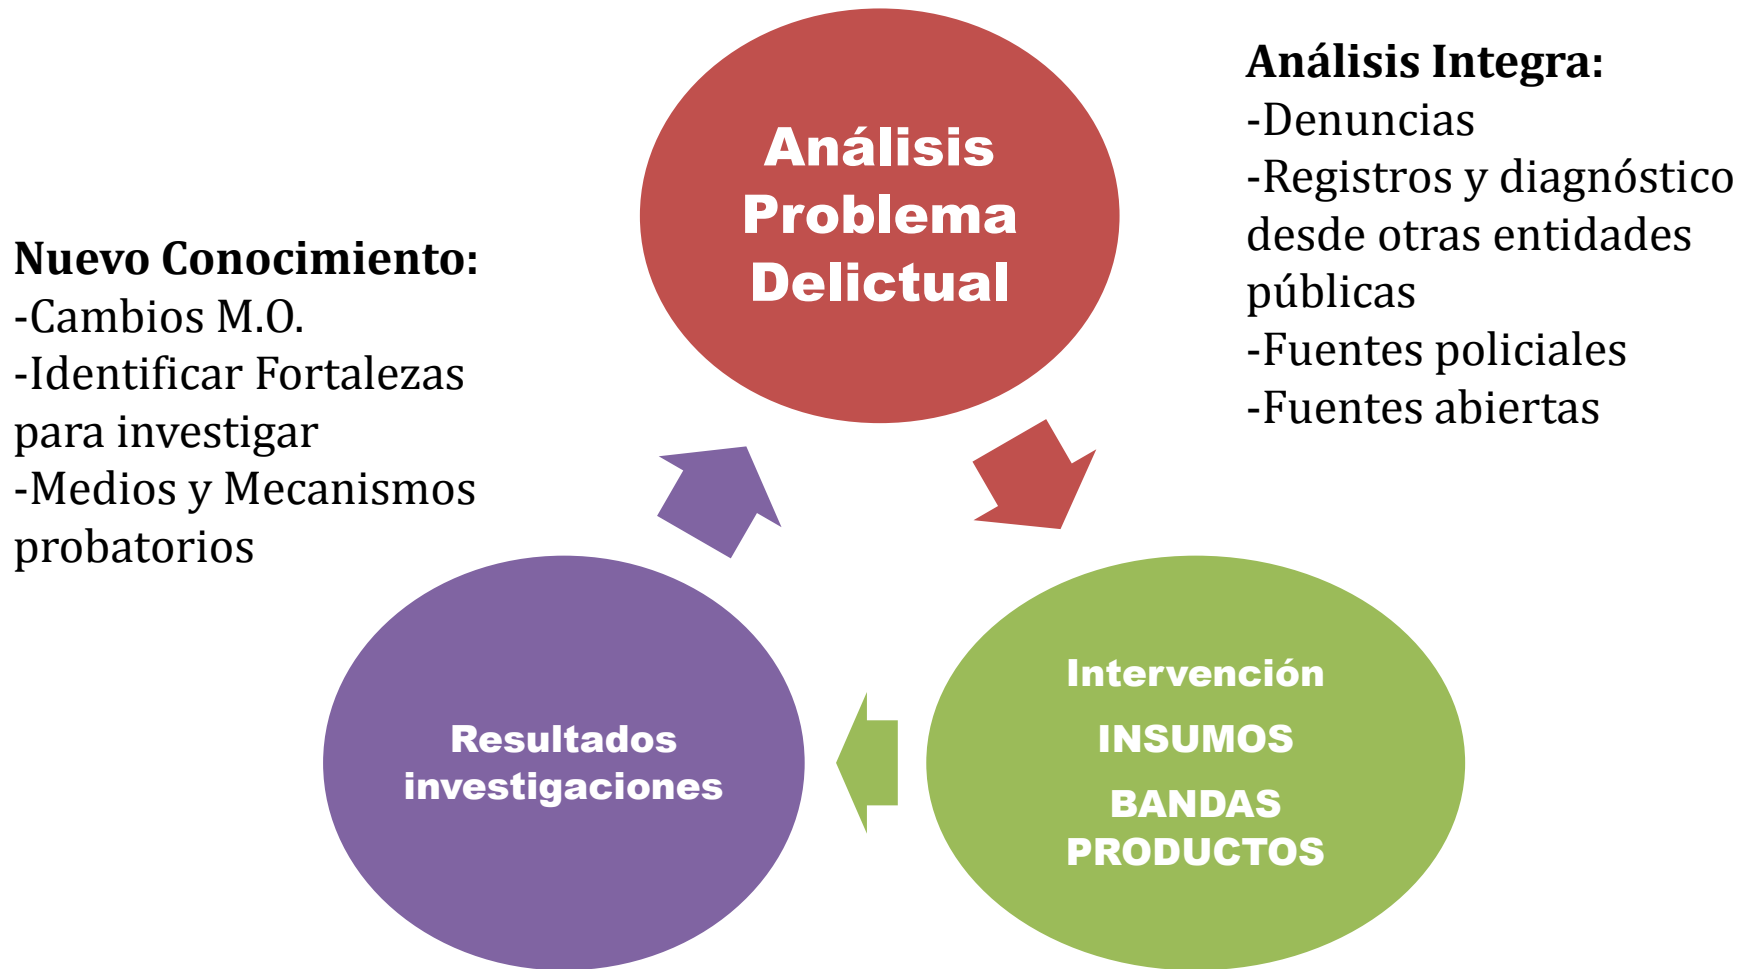 Análisis
Problema
Delictual
Análisis Integra:
-Denuncias
-Registros y diagnóstico
desde otras entidades
públicas
-Fuentes policiales
-Fuentes abiertas
Nuevo Conocimiento:
-Cambios M.O.
-Identificar Fortalezas
para investigar
-Medios y Mecanismos
probatorios
Intervención
INSUMOS
BANDAS
PRODUCTOS
Resultados
investigaciones